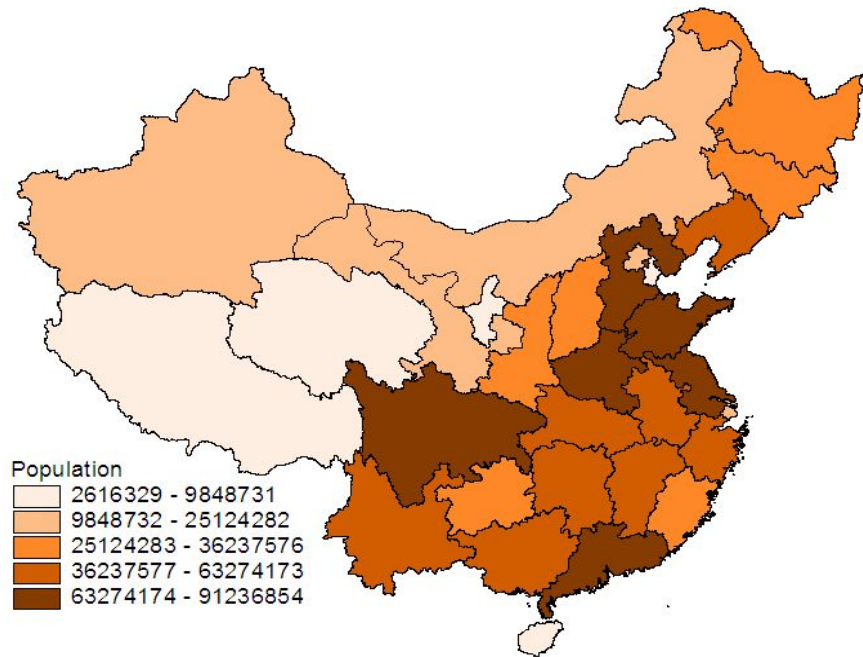 Population
2616329 - 9848731
9848732 - 25124282
25124283 - 36237576
36237577 - 63274173
63274174 - 91236854